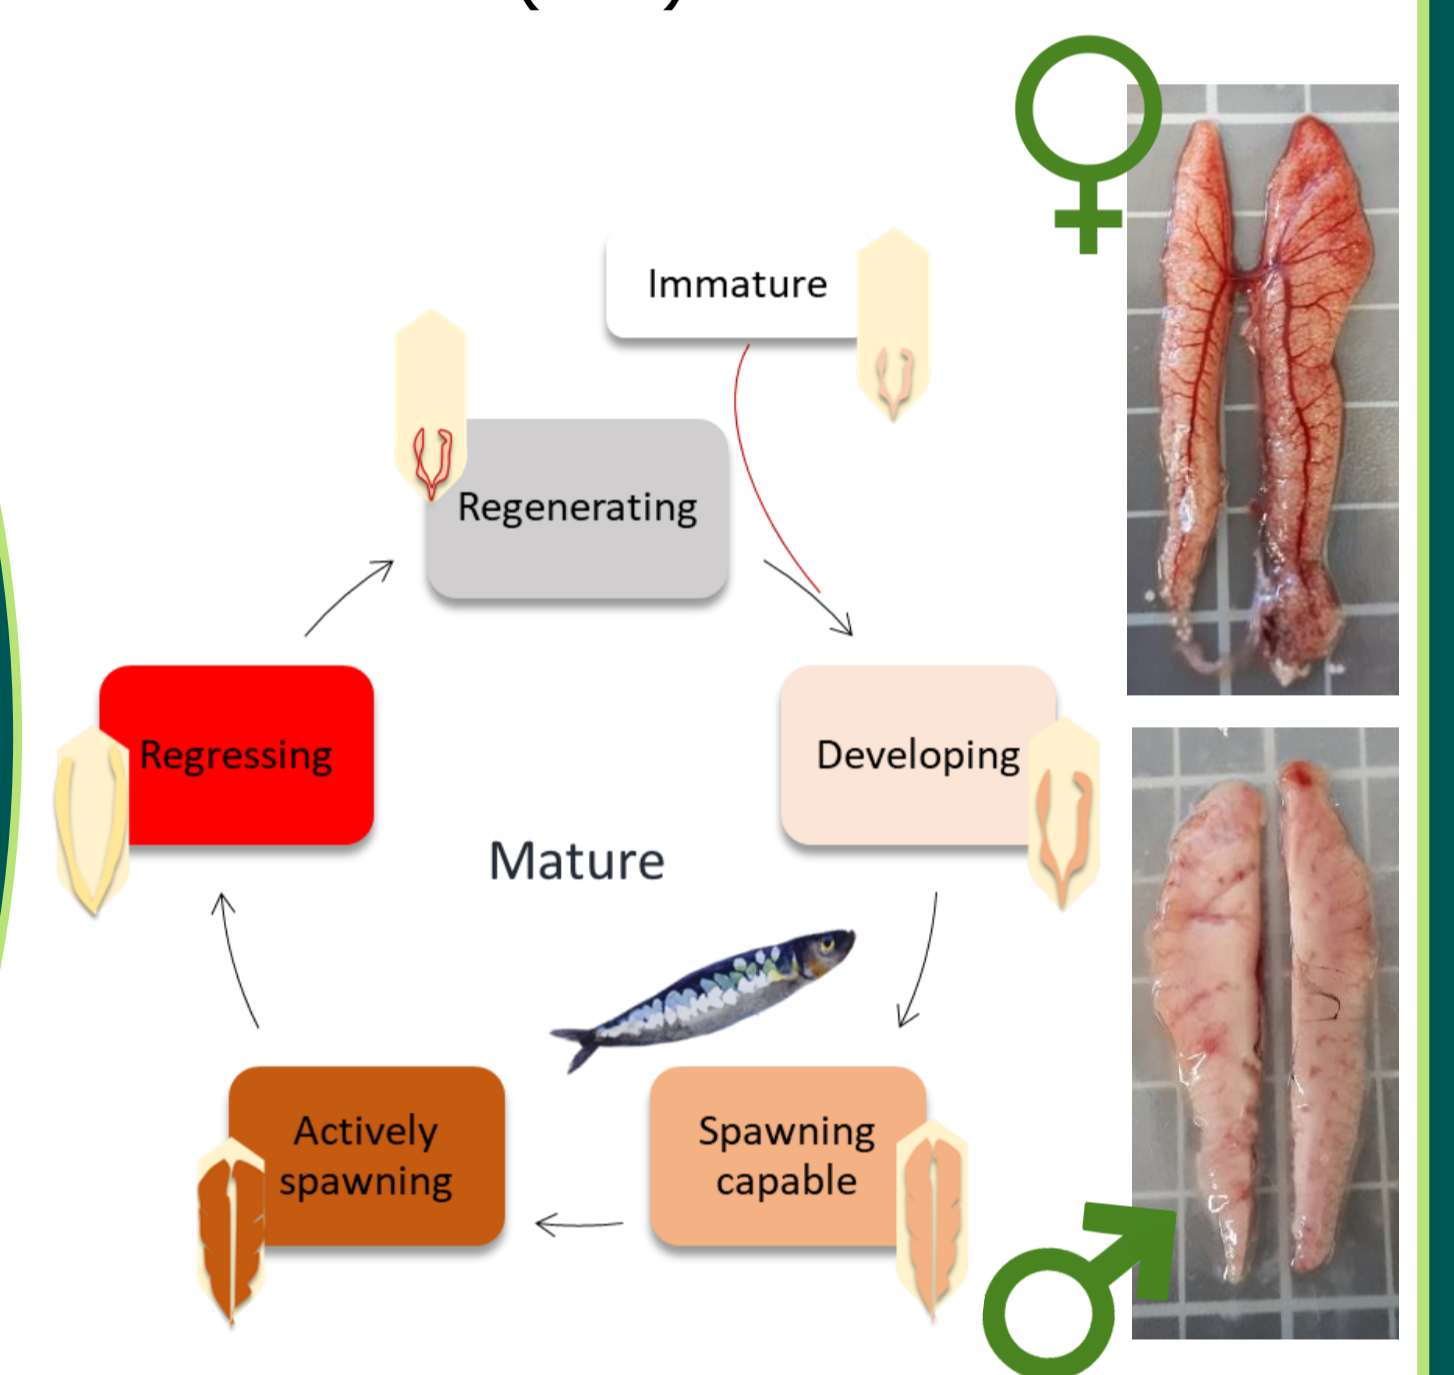 Immature
Regenerating
Regressing
Developing
Mature
Actively
spawning
Spawning
capable